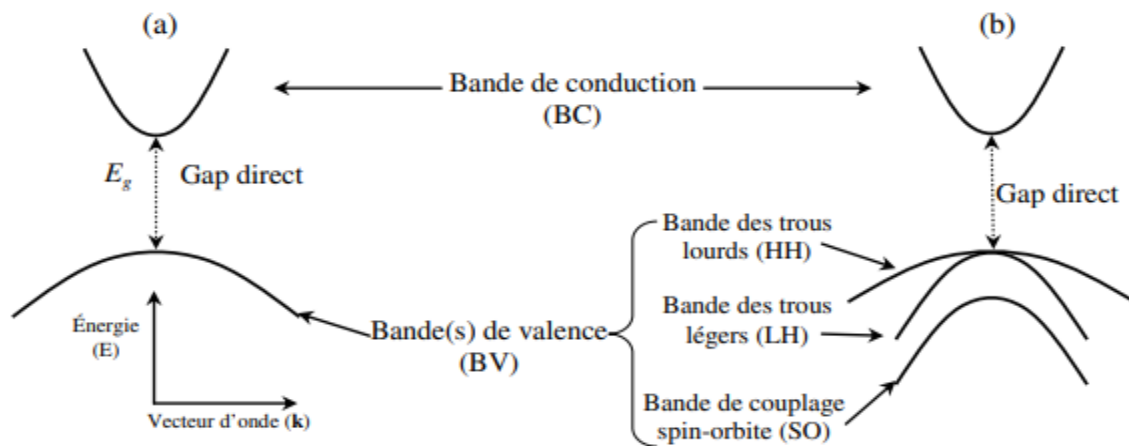 (a)
(b)
Bande de conduction
(BC)
E_g
Gap direct
Gap direct
Bande des trous
lourds (HH)
Énergie
(E)
Bande(s) de valence
(BV)
Bande des trous
légers (LH)
Vecteur d'onde (k)
Bande de couplage
spin-orbite (SO)